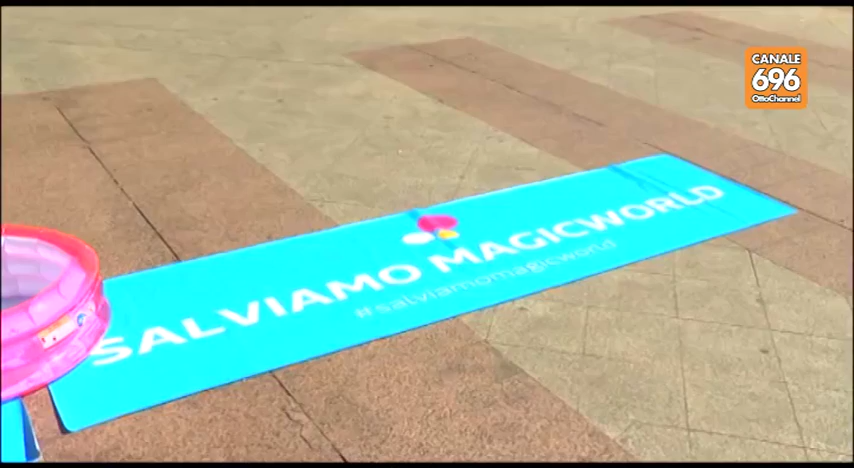 CANALE
696
OttoChannel
SALVIAMO MAGICWORLD
#salviamomagicworld